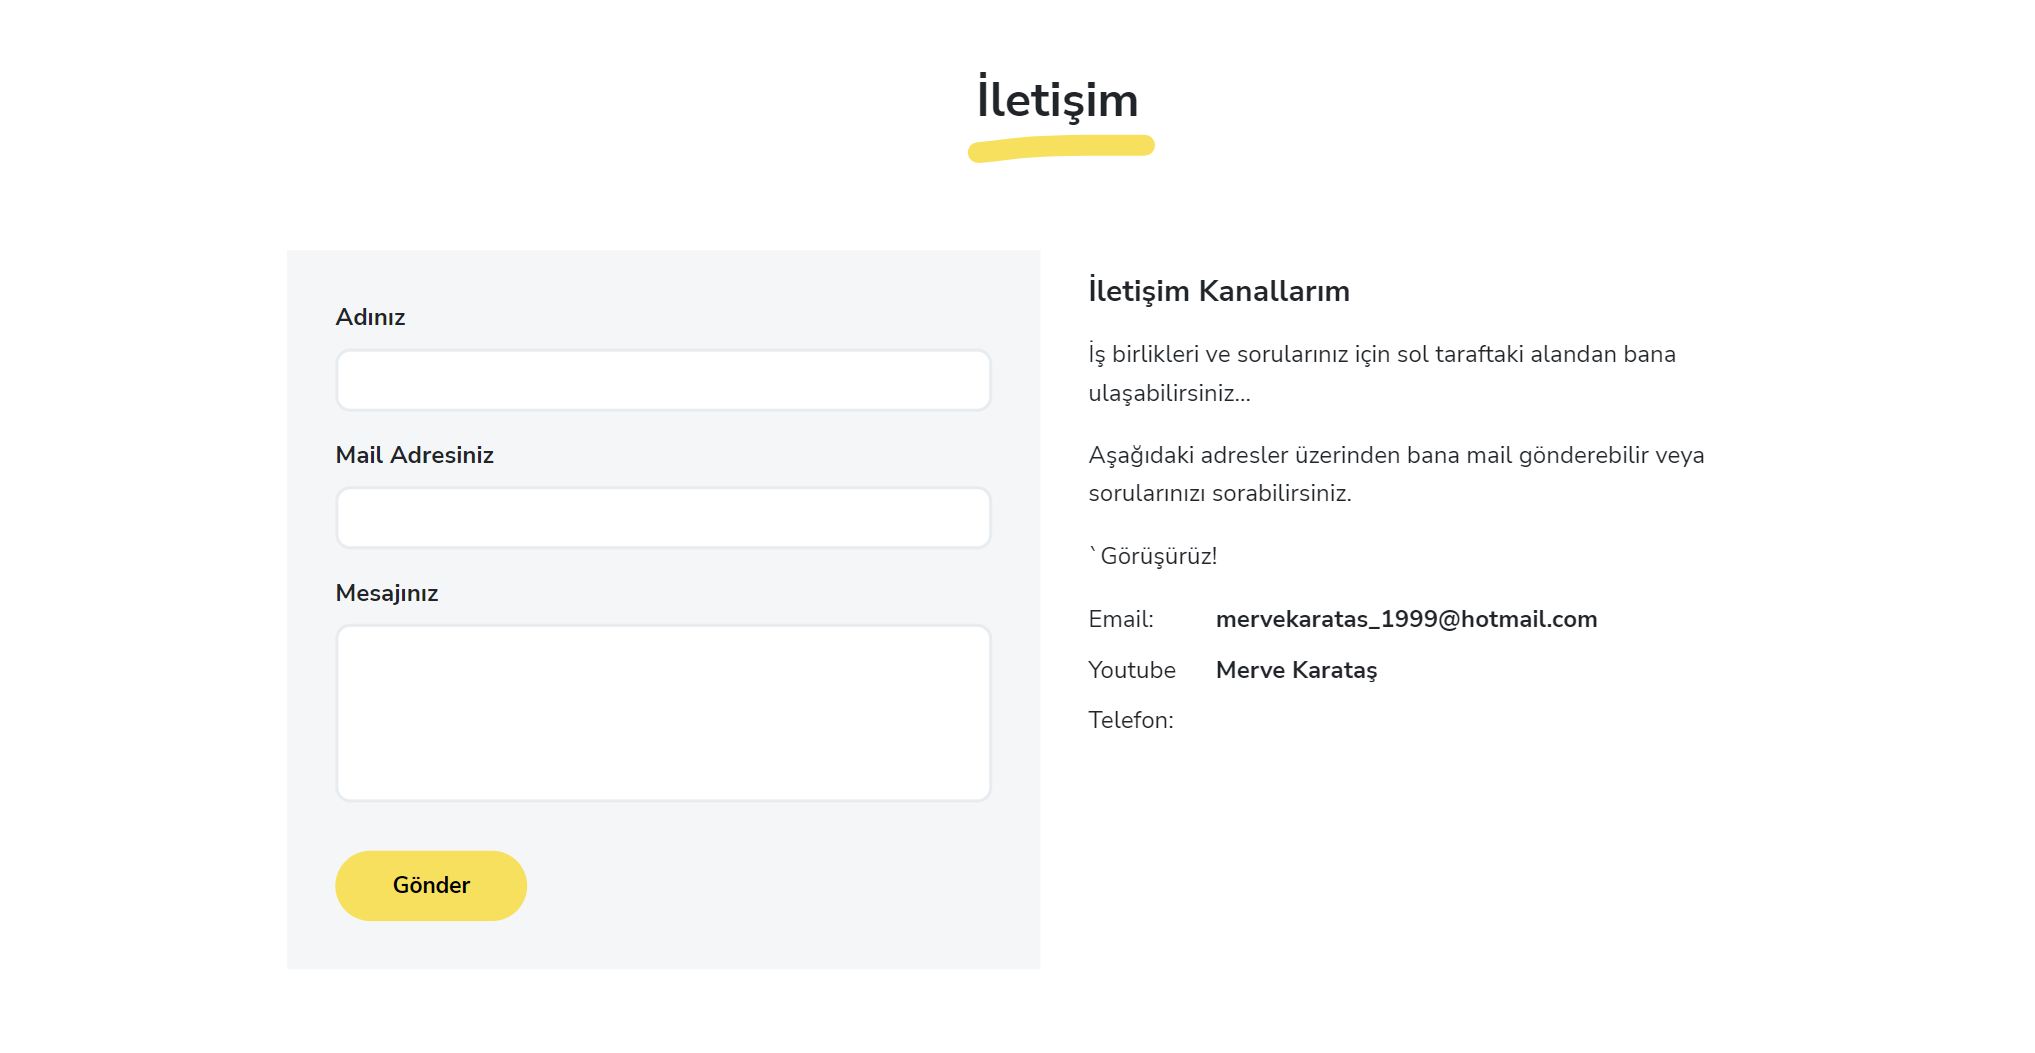 İletişim
Adınız
Mail Adresiniz
Mesajınız
Gönder
İletişim Kanallarım
İş birlikleri ve sorularınız için sol taraftaki alandan bana
ulaşabilirsiniz...
Aşağıdaki adresler üzerinden bana mail gönderebilir veya
sorularınızı sorabilirsiniz.
`Görüşürüz!
Email: mervekaratas_1999@hotmail.com
Youtube Merve Karataş
Telefon: